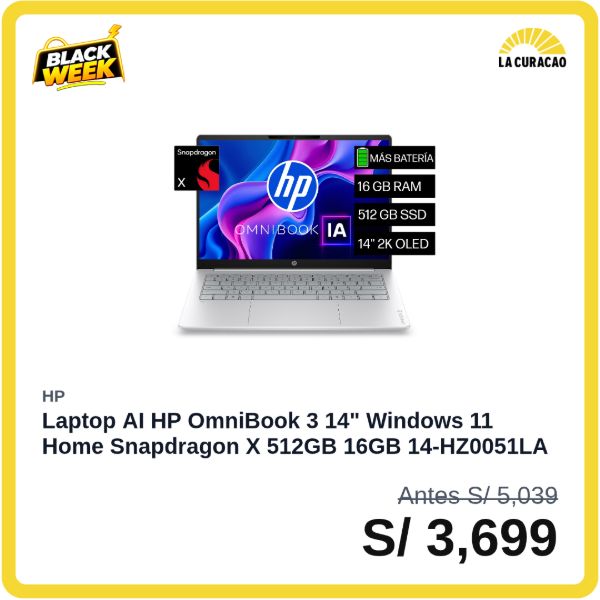 BLACK
WEEK
LA CURACAO
Snapdragon
X
hp
OMNIBOOK IA
MÁS BATERÍA
16 GB RAM
512 GB SSD
14" 2K OLED
HP
Laptop AI HP OmniBook 3 14" Windows 11
Home Snapdragon X 512GB 16GB 14-HZ0051LA
Antes S/ 5,039
S/ 3,699